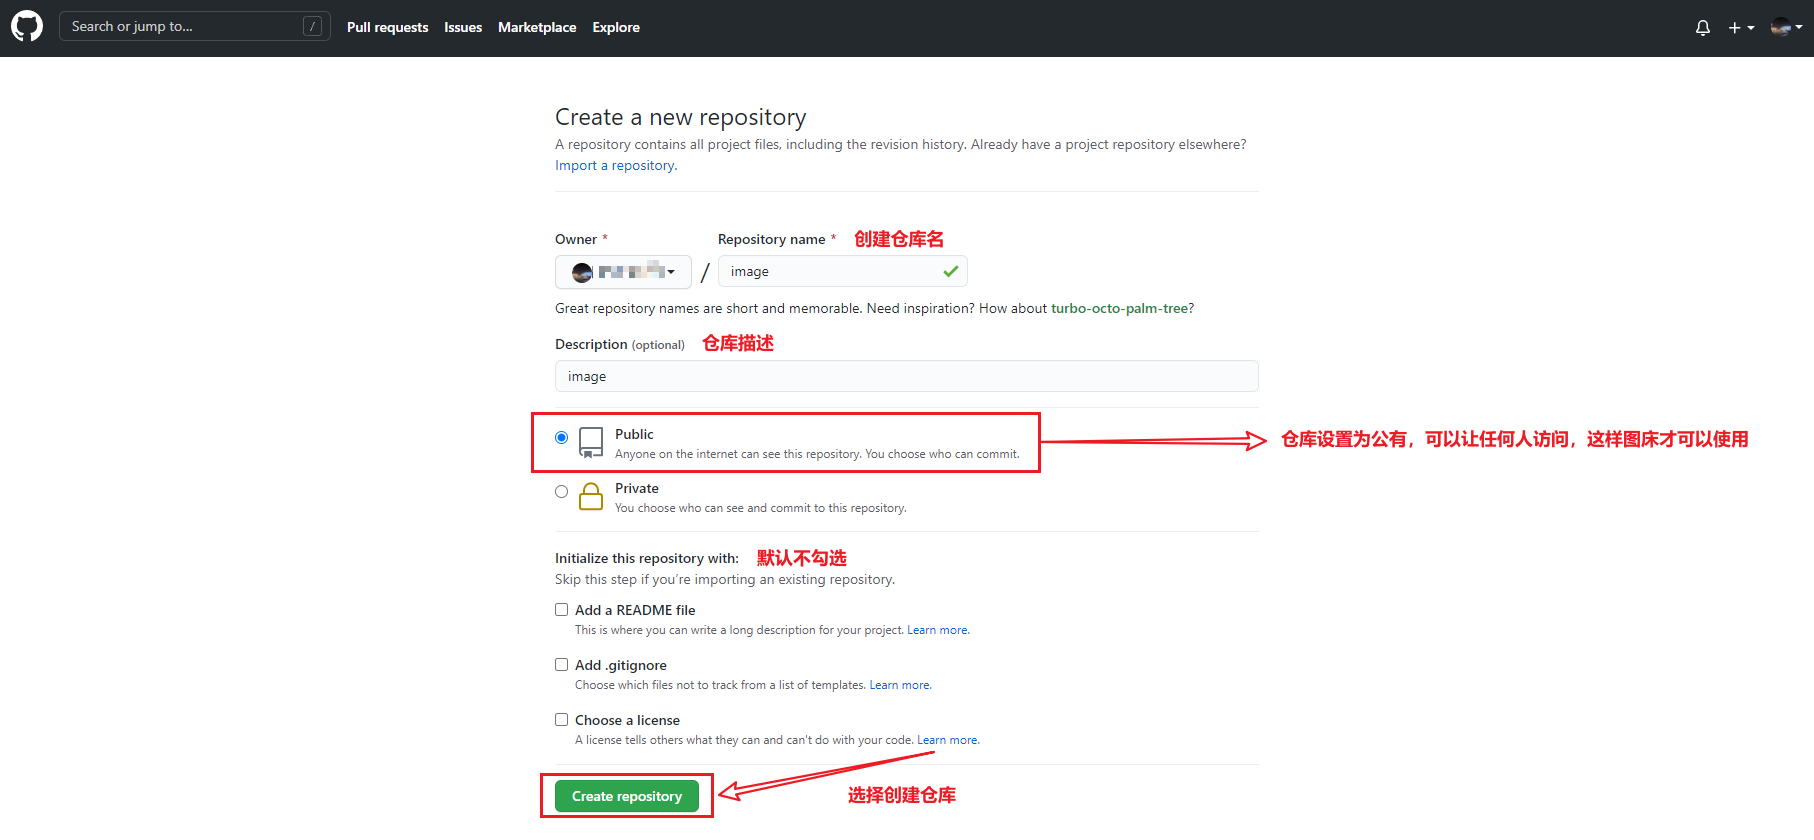 Search or jump to...
/
Pull requests
Issues
Marketplace
Explore
Create a new repository
A repository contains all project files, including the revision history. Already have a project repository elsewhere?
Import a repository.
Owner *
Repository name *
创建仓库名
/
image
Great repository names are short and memorable. Need inspiration? How about turbo-octo-palm-tree?
Description (optional)
仓库描述
image
Public
Anyone on the internet can see this repository. You choose who can commit.
仓库设置为公有，可以让任何人访问，这样图床才可以使用
Private
You choose who can see and commit to this repository.
Initialize this repository with:
默认不勾选
Skip this step if you’re importing an existing repository.
Add a README file
This is where you can write a long description for your project. Learn more.
Add .gitignore
Choose which files not to track from a list of templates. Learn more.
Choose a license
A license tells others what they can and can't do with your code. Learn more.
Create repository
选择创建仓库